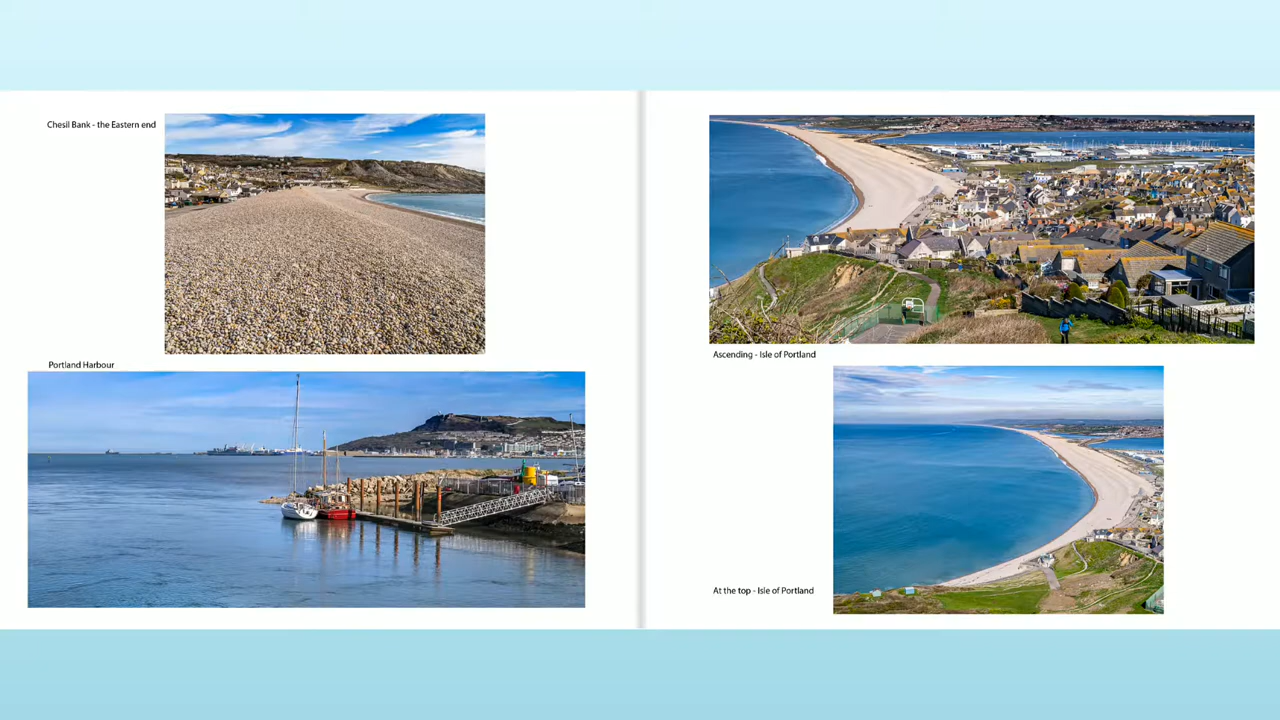 Chesil Bank - the Eastern end
Portland Harbour
Ascending - Isle of Portland
At the top - Isle of Portland